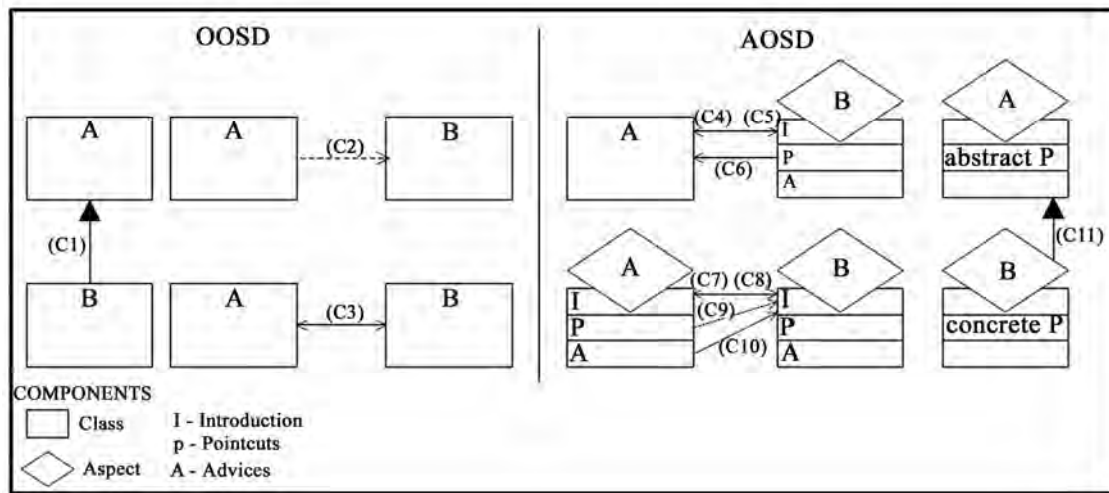 OOSD
AOSD
A
A
(C2)
B
(C1)
B
A
(C3)
B
A
(C4) (C5)
(C6)
B
I
P
A
A
abstract P
(C11)
A
I
P
A
(C7) (C8)
(C9)
(C10)
B
I
P
A
B
concrete P
COMPONENTS
Class
Aspect
I - Introduction
p - Pointcuts
A - Advices